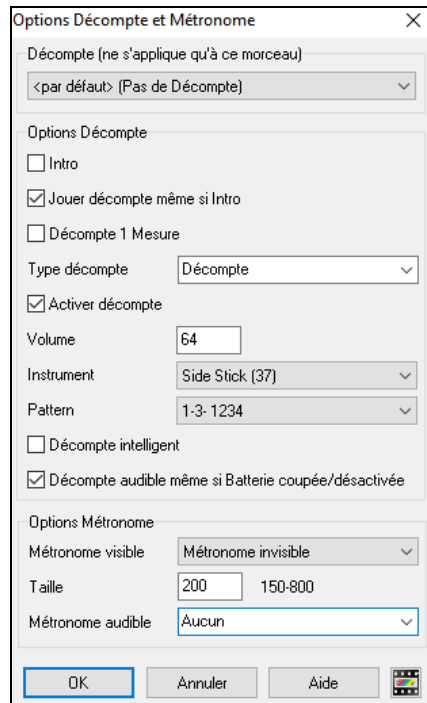 Options Décompte et Métronome
Décompte (ne s'applique qu'à ce morceau)
<par défaut> (Pas de Décompte)
Options Décompte
Intro
Jouer décompte même si Intro
Décompte 1 Mesure
Type décompte Décompte
Activer décompte
Volume 64
Instrument Side Stick (37)
Pattern 1-3- 1234
Décompte intelligent
Décompte audible même si Batterie coupée/désactivée
Options Métronome
Métronome visible Métronome invisible
Taille 200 150-800
Métronome audible Aucun
OK Annuler Aide